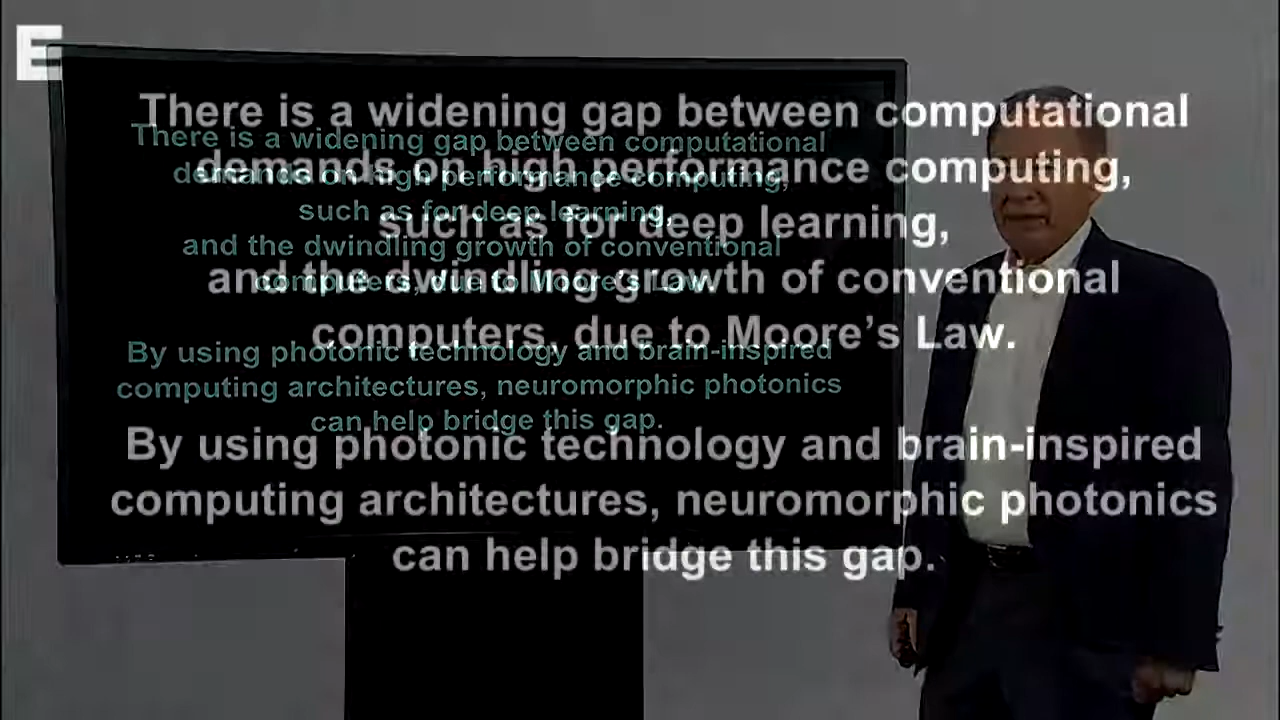 E
There is a widening gap between computational
demands on high performance computing,
such as for deep learning,
and the dwindling growth of conventional
computers, due to Moore’s Law.
By using photonic technology and brain-inspired
computing architectures, neuromorphic photonics
can help bridge this gap.
There is a widening gap between computational
demands on high performance computing,
such as for deep learning,
and the dwindling growth of conventional
computers, due to Moore's Law.
By using photonic technology and brain-inspired
computing architectures, neuromorphic photonics
can help bridge this gap.